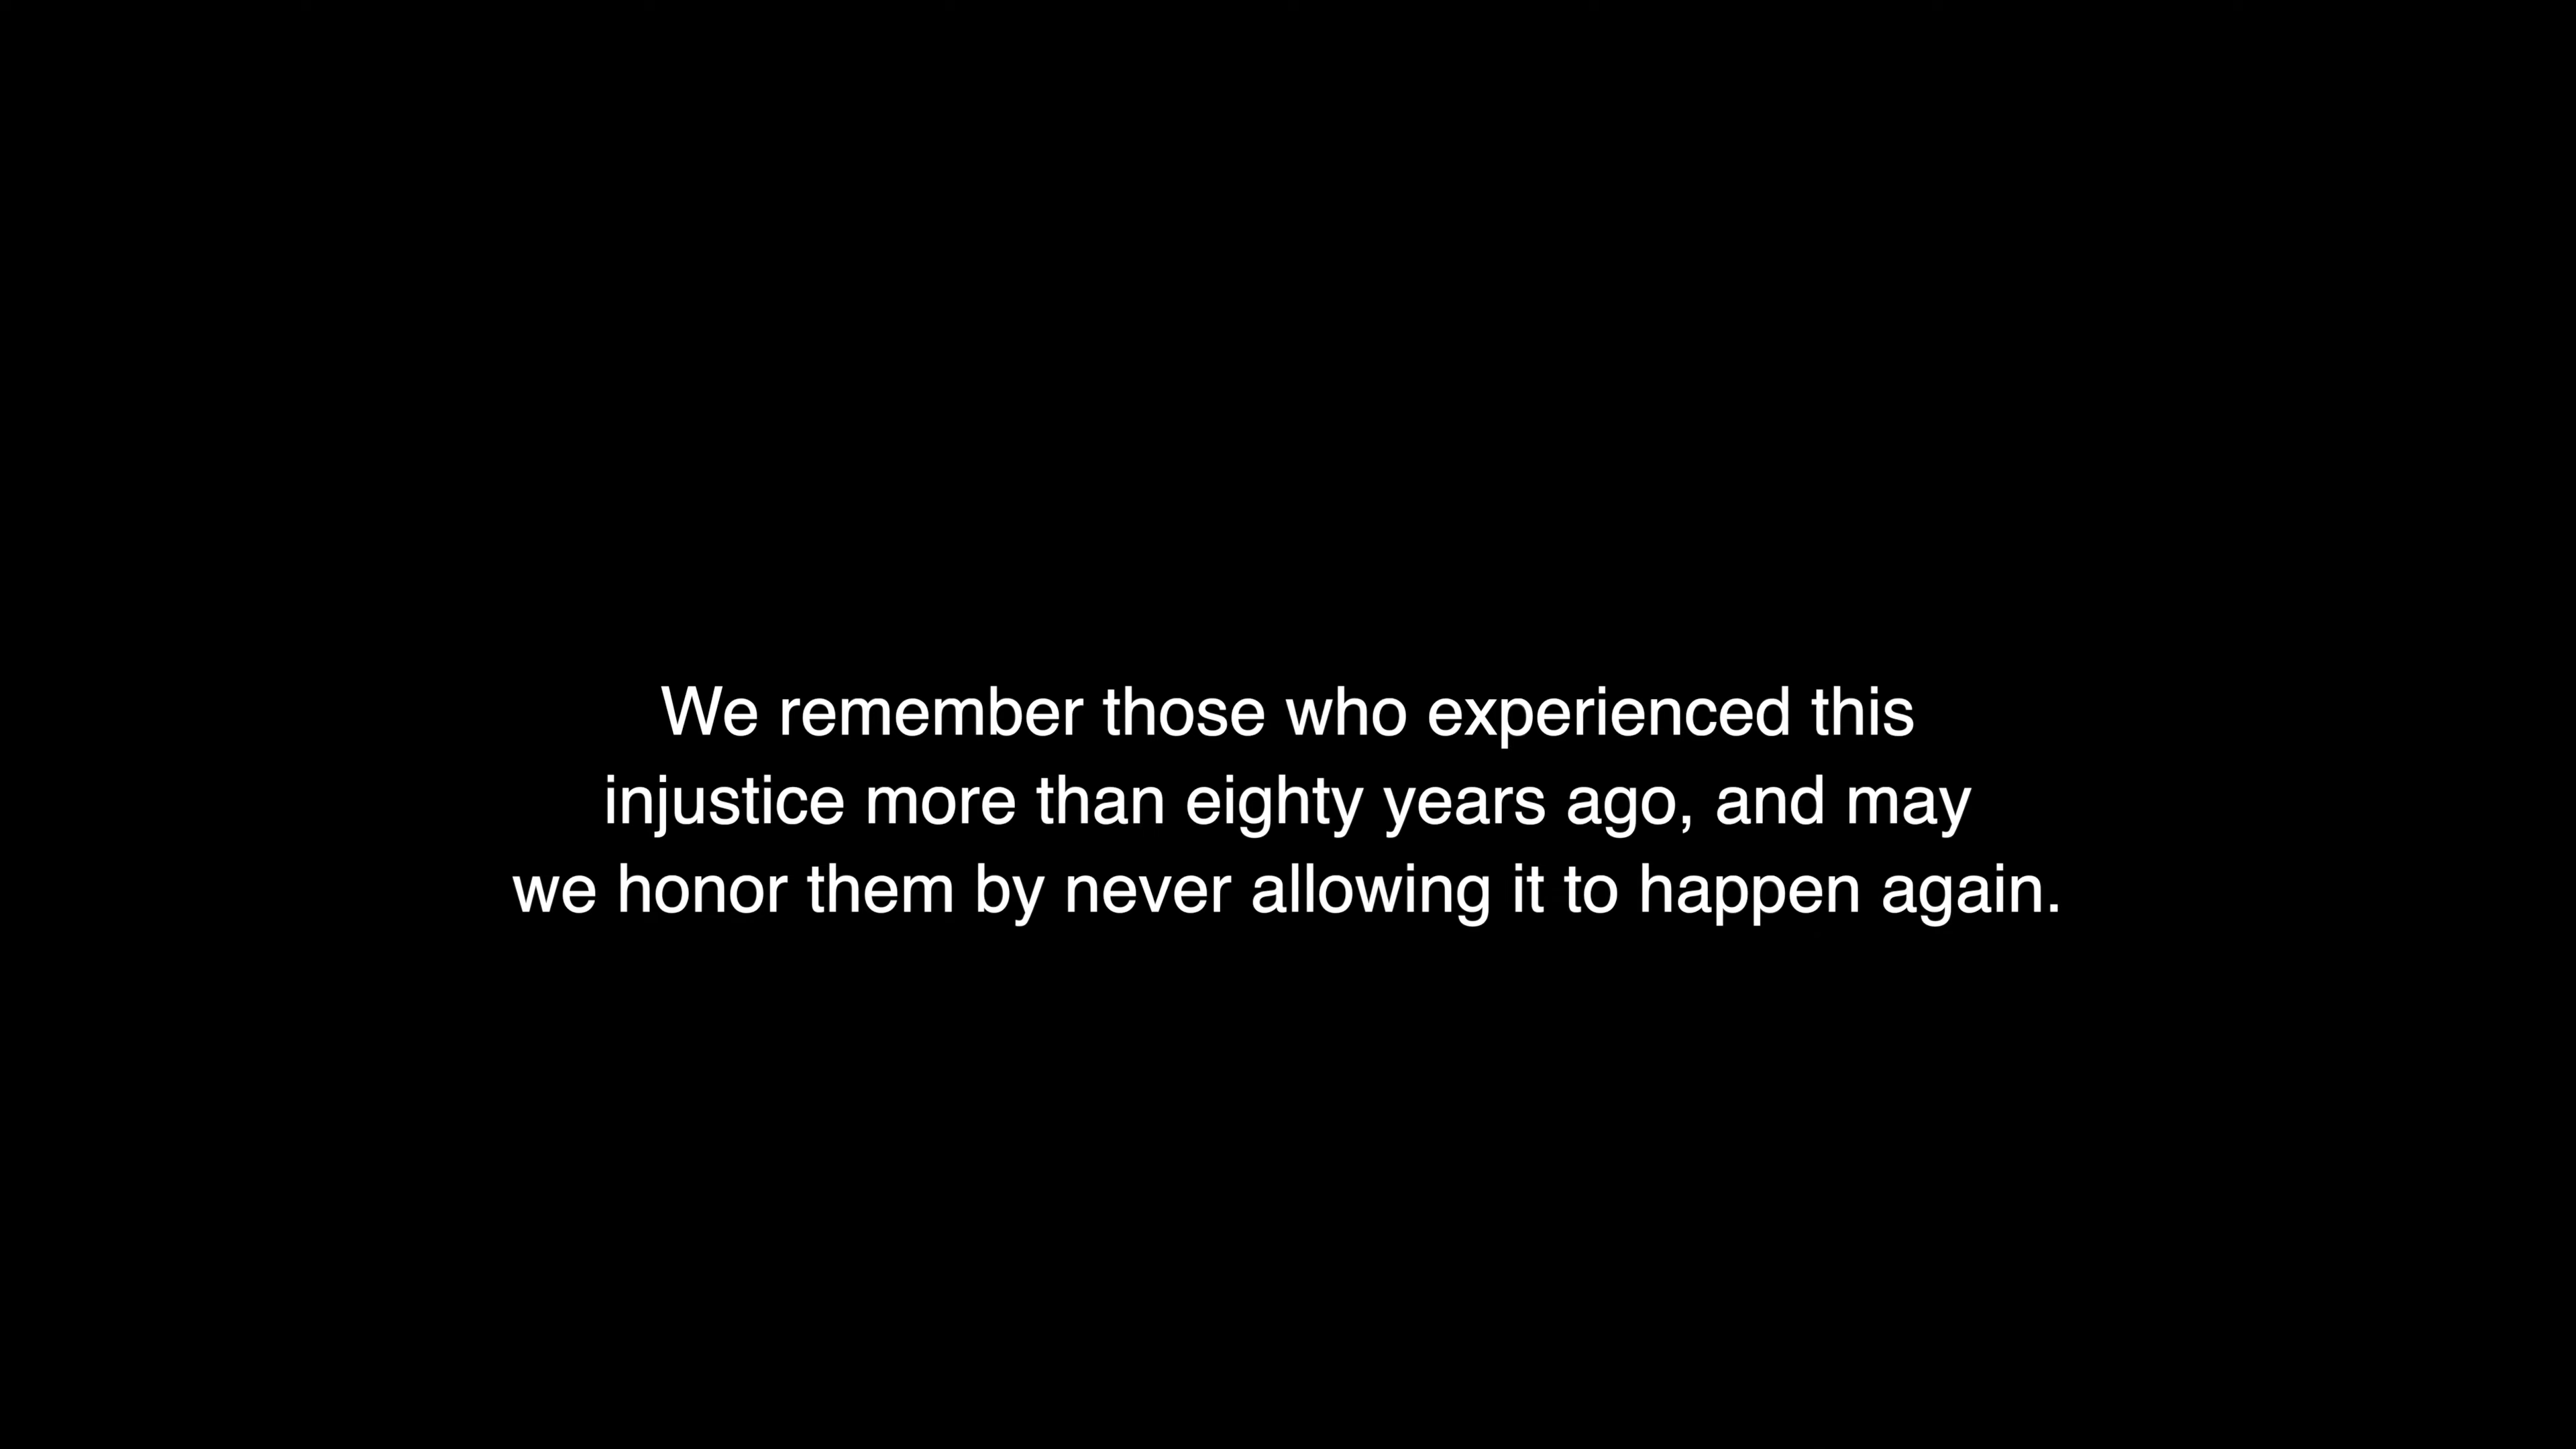 We remember those who experienced this
injustice more than eighty years ago, and may
we honor them by never allowing it to happen again.